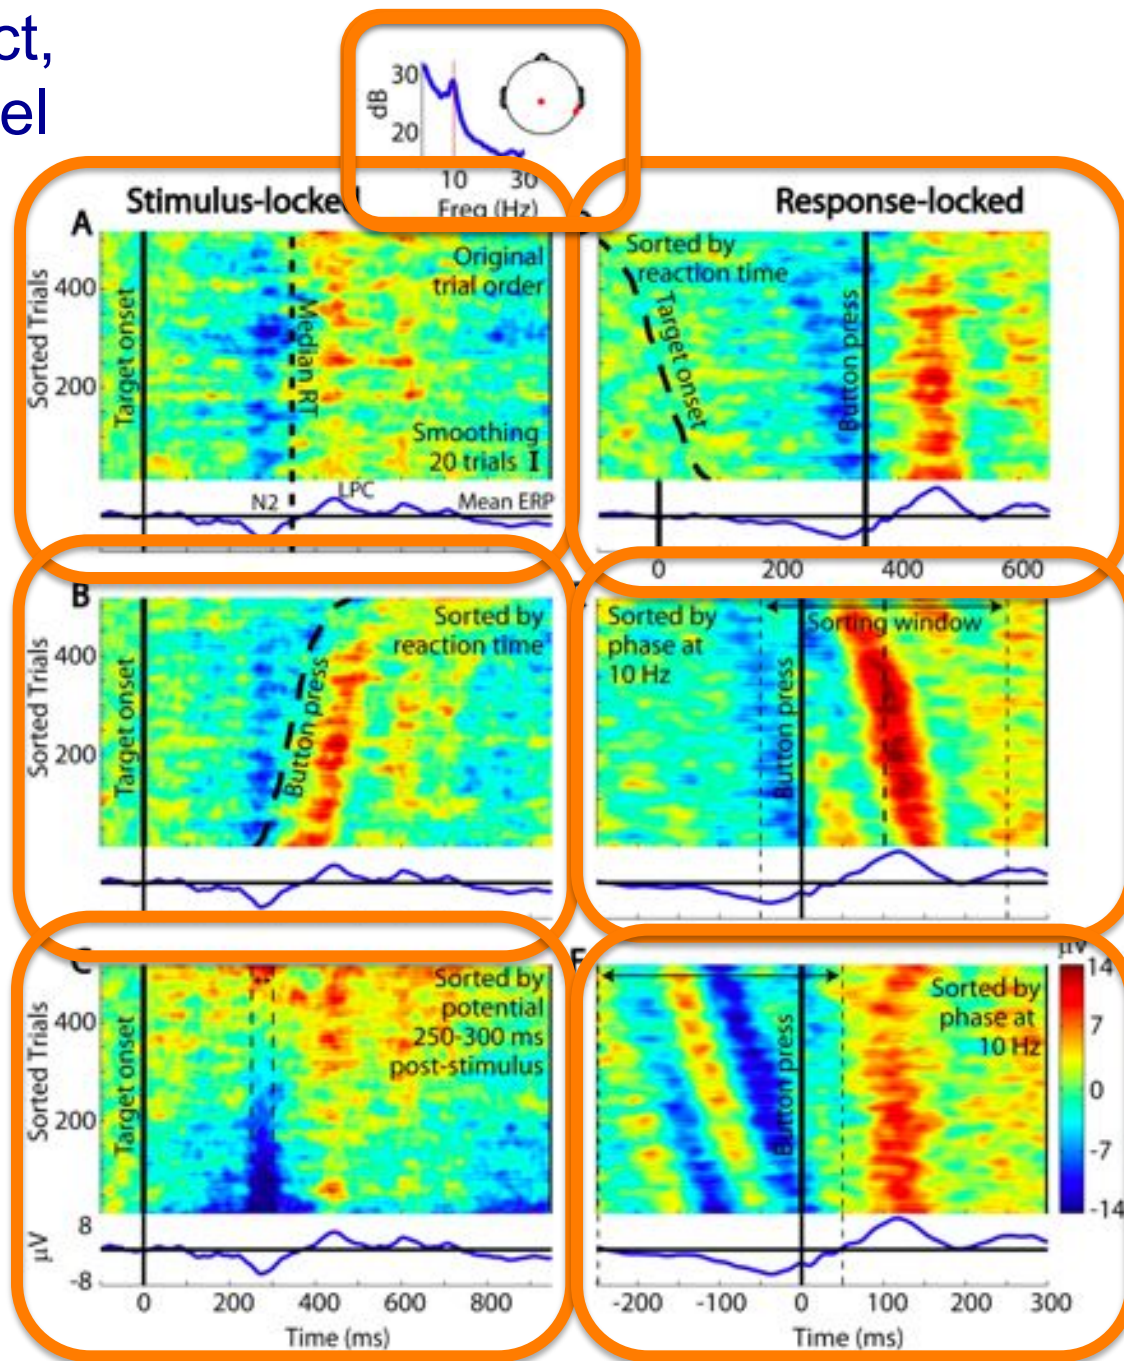 ct,
el
30
dB
20
10 30
Freq (Hz)
Stimulus-locked
Response-locked
A
Sorted Trials
400
200
Target onset
Original
trial order
Median RT
Smoothing
20 trials I
N2
LPC
Mean ERP
Sorted by
reaction time
Target onset
Button press
0 200 400 600
B
Sorted Trials
400
200
Target onset
Sorted by
reaction time
Button press
Sorted by
phase at
10 Hz
Sorting window
Button press
C
Sorted Trials
400
200
Target onset
Sorted by
potential
250-300 ms
post-stimulus
8
µV
-8
0 200 400 600 800
Time (ms)
F
Sorted by
phase at
10 Hz
Button press
µV
14
7
0
-7
-14
-200 -100 0 100 200 300
Time (ms)